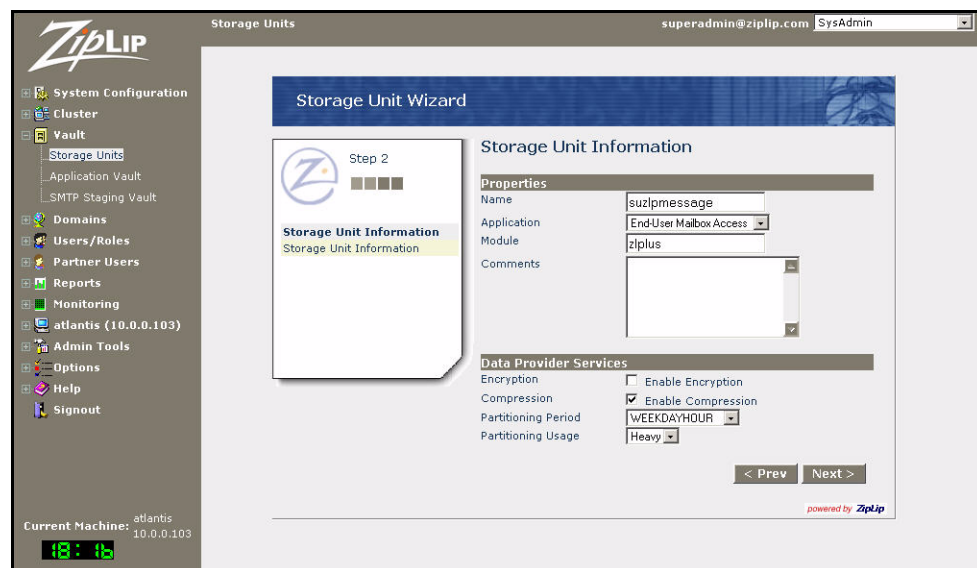 ZipLip
Storage Units
superadmin@ziplip.com SysAdmin
System Configuration
Cluster
Vault
Storage Units
Application Vault
SMTP Staging Vault
Domains
Users/Roles
Partner Users
Reports
Monitoring
atlantis (10.0.0.103)
Admin Tools
Options
Help
Signout
Current Machine: atlantis
10.0.0.103
18:16
Storage Unit Wizard
Step 2
Storage Unit Information
Storage Unit Information
Storage Unit Information
Properties
Name suzlpmessage
Application End-User Mailbox Access
Module zlplus
Comments
Data Provider Services
Encryption Enable Encryption
Compression Enable Compression
Partitioning Period WEEKDAYHOUR
Partitioning Usage Heavy
< Prev Next >
powered by ZipLip